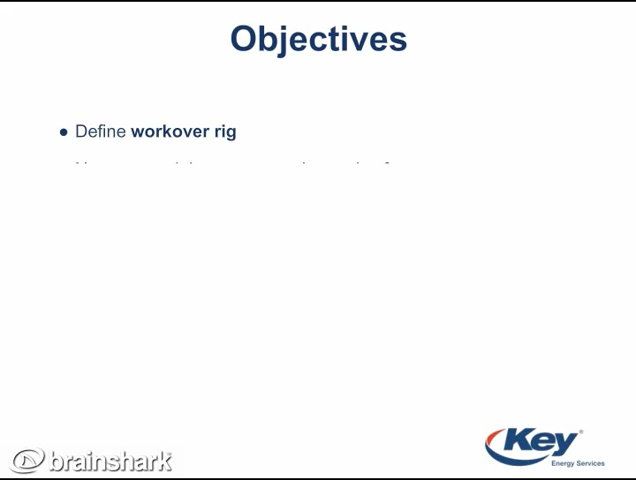 Objectives
● Define workover rig
Key®
Energy Services
brainshark